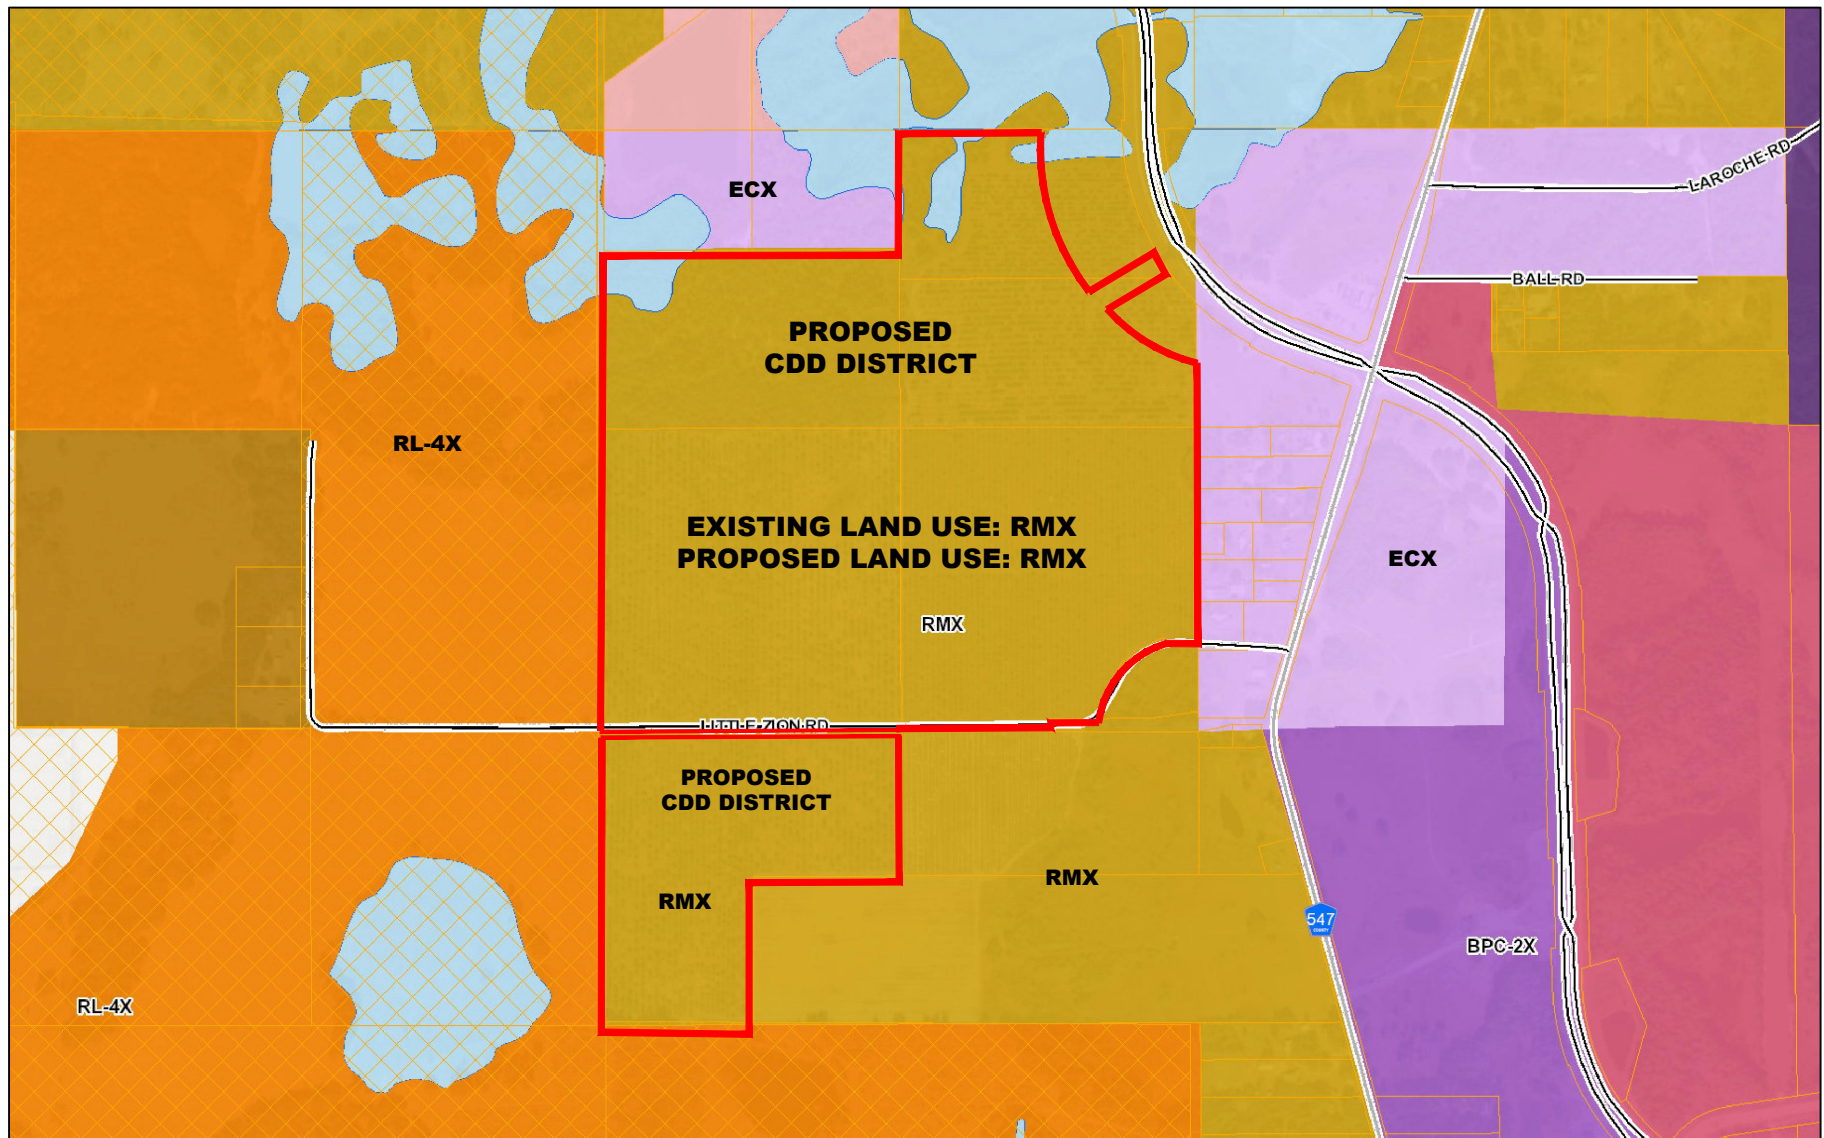 LAROCHE RD
ECX
BALL RD
PROPOSED
CDD DISTRICT
RL-4X
EXISTING LAND USE: RMX
PROPOSED LAND USE: RMX
ECX
RMX
LITTLE ZION RD
PROPOSED
CDD DISTRICT
RMX
RMX
547
COUNTY
BPC-2X
RL-4X